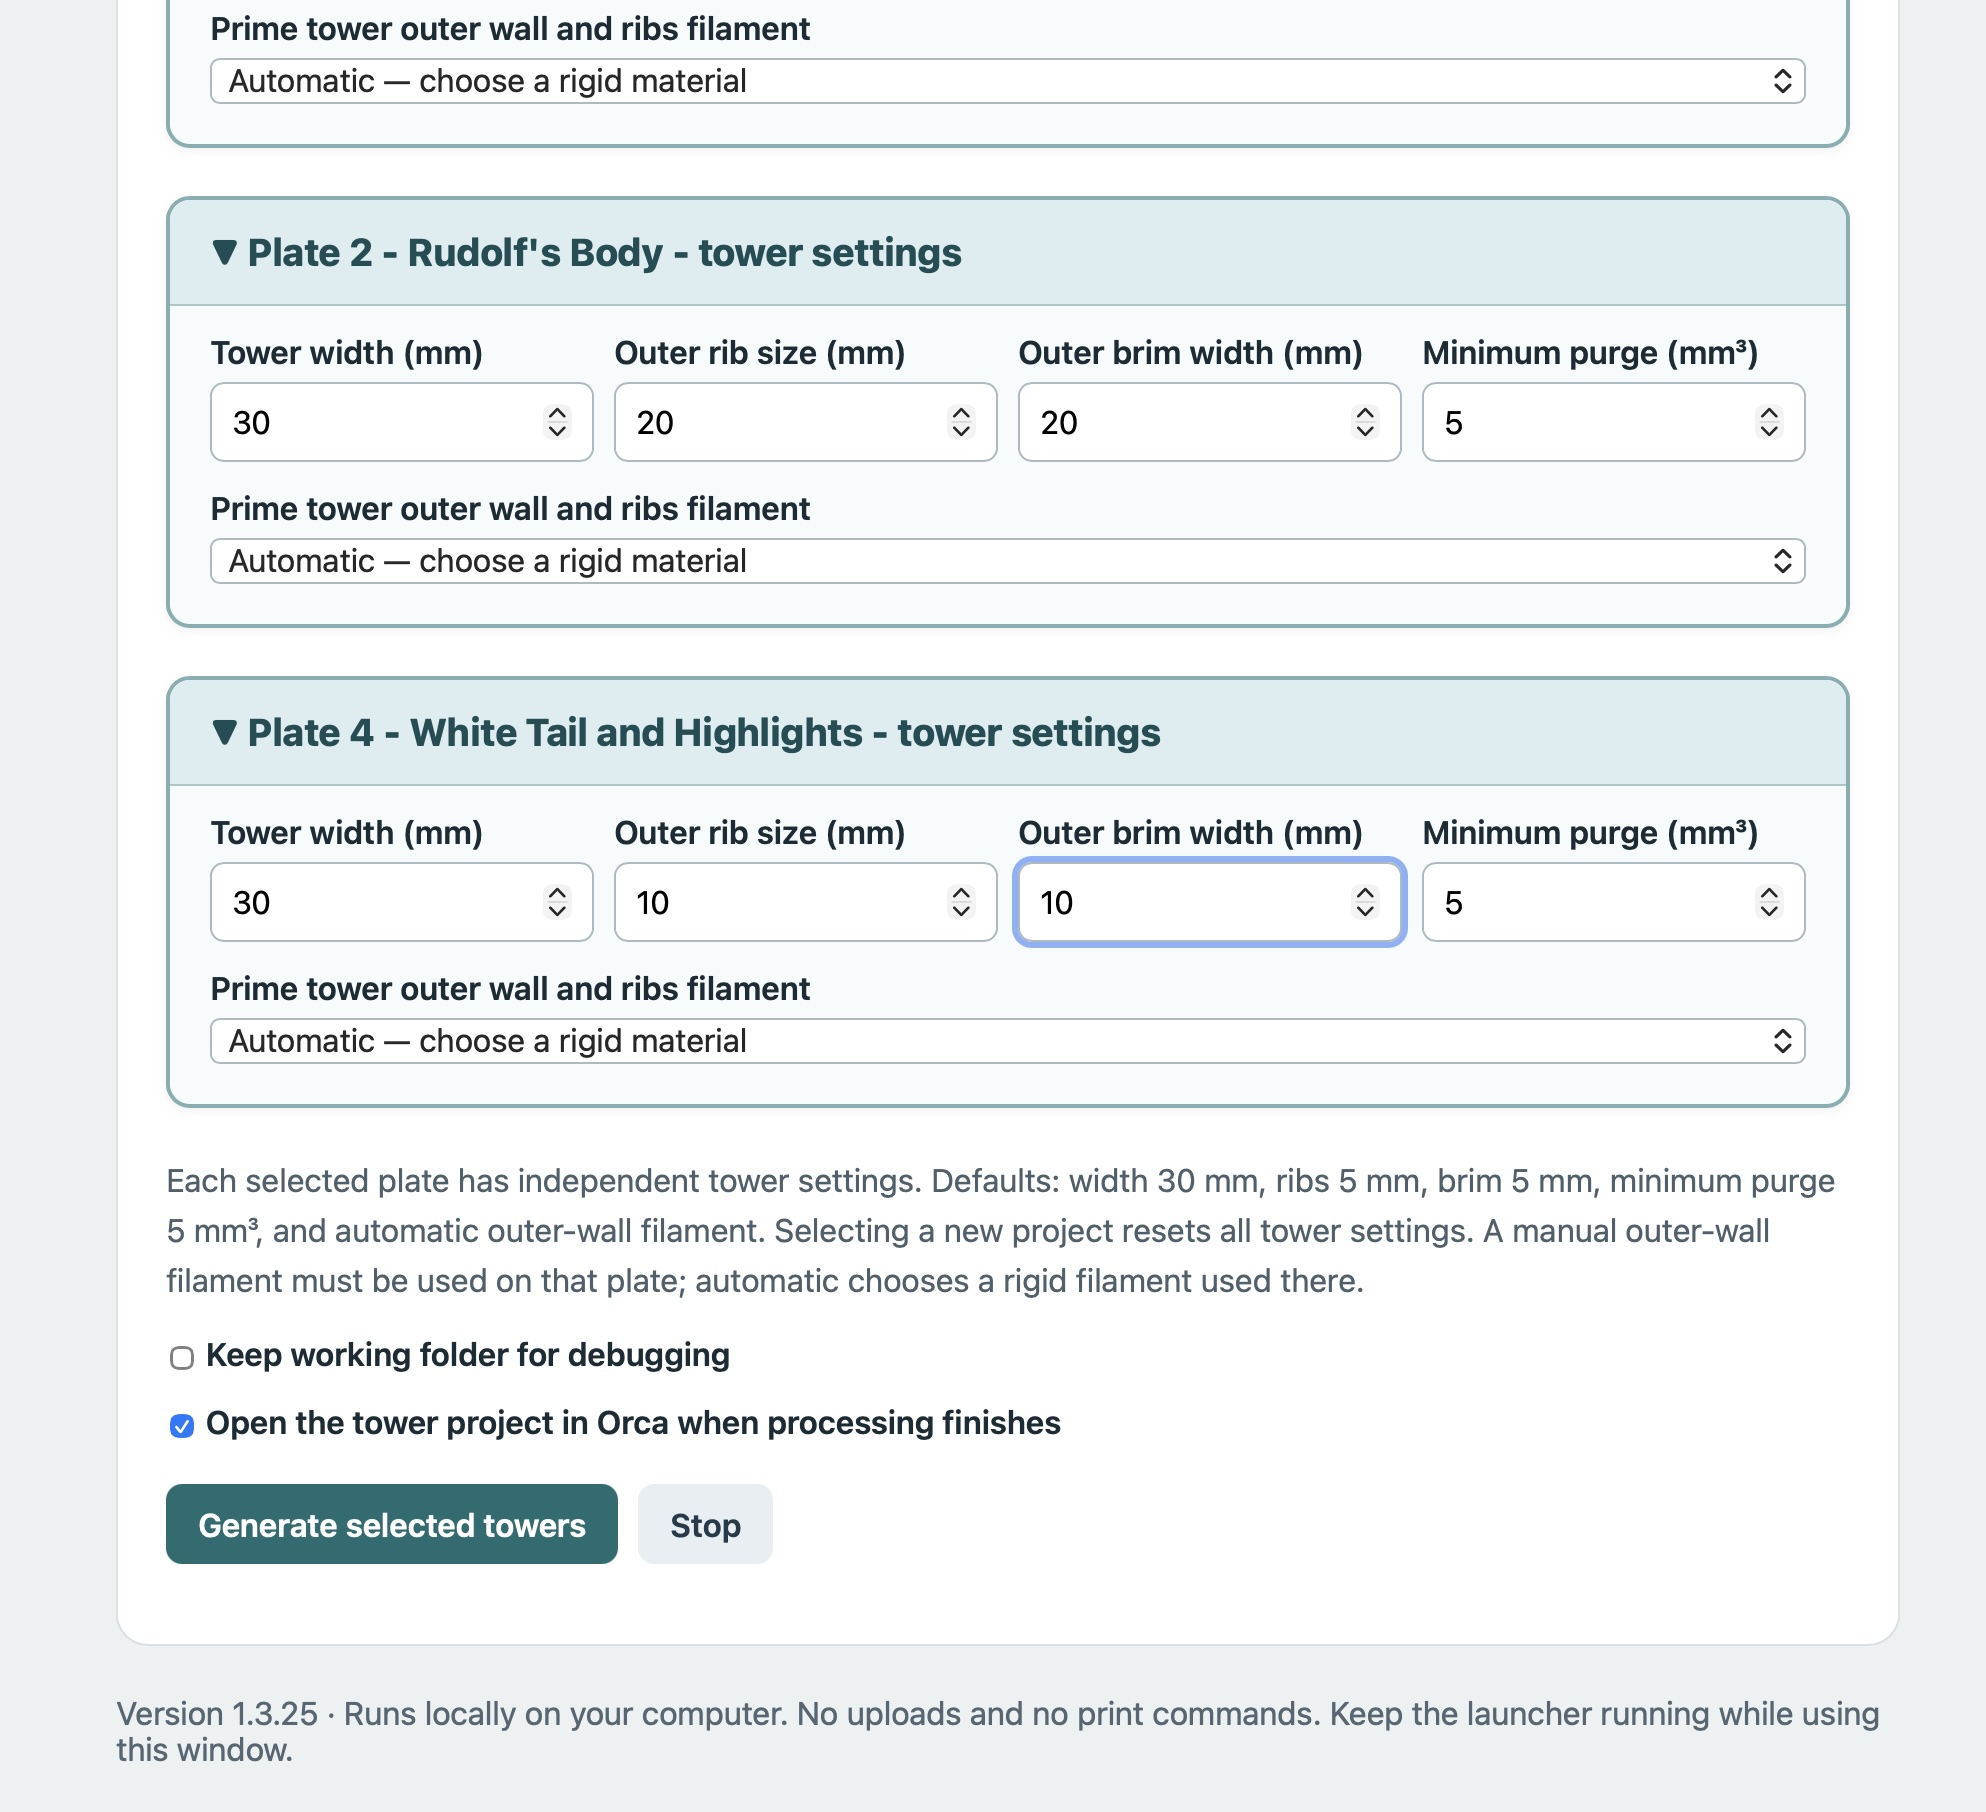 Prime tower outer wall and ribs filament
Automatic — choose a rigid material
▼ Plate 2 - Rudolf's Body - tower settings
Tower width (mm) Outer rib size (mm) Outer brim width (mm) Minimum purge (mm³)
30 20 20 5
Prime tower outer wall and ribs filament
Automatic — choose a rigid material
▼ Plate 4 - White Tail and Highlights - tower settings
Tower width (mm) Outer rib size (mm) Outer brim width (mm) Minimum purge (mm³)
30 10 10 5
Prime tower outer wall and ribs filament
Automatic — choose a rigid material
Each selected plate has independent tower settings. Defaults: width 30 mm, ribs 5 mm, brim 5 mm, minimum purge
5 mm³, and automatic outer-wall filament. Selecting a new project resets all tower settings. A manual outer-wall
filament must be used on that plate; automatic chooses a rigid filament used there.
Keep working folder for debugging
Open the tower project in Orca when processing finishes
Generate selected towers Stop
Version 1.3.25 · Runs locally on your computer. No uploads and no print commands. Keep the launcher running while using
this window.